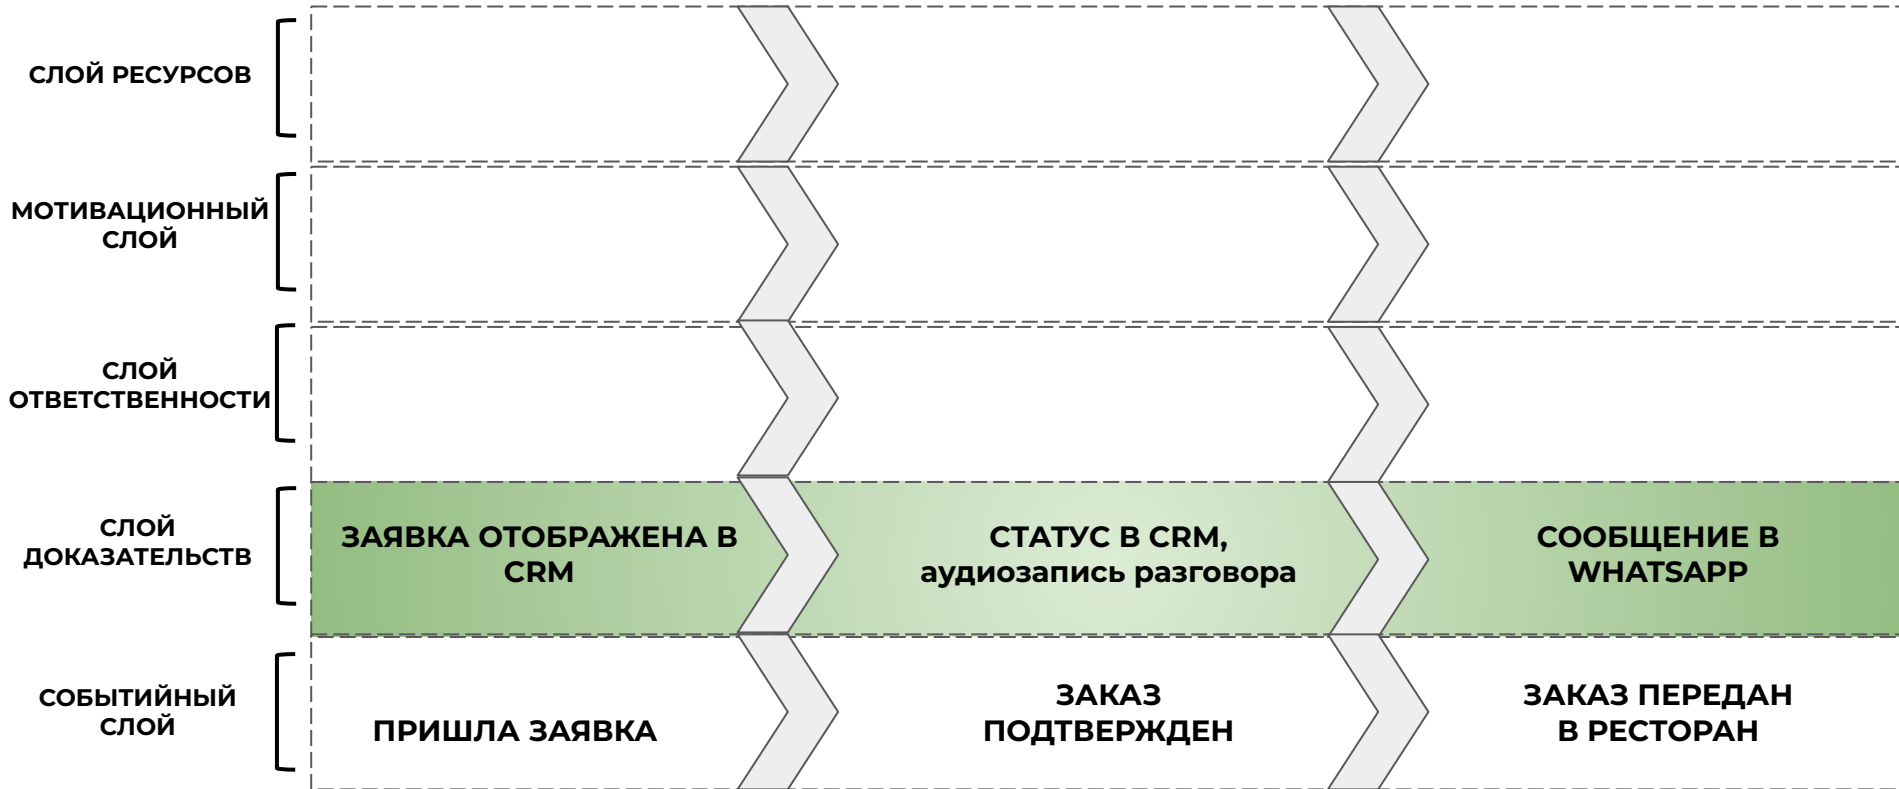 СЛОЙ РЕСУРСОВ
МОТИВАЦИОННЫЙ
СЛОЙ
СЛОЙ
ОТВЕТСТВЕННОСТИ
СЛОЙ
ДОКАЗАТЕЛЬСТВ
ЗАЯВКА ОТОБРАЖЕНА В
CRM
СТАТУС В CRM,
аудиозапись разговора
СООБЩЕНИЕ В
WHATSAPP
СОБЫТИЙНЫЙ
СЛОЙ
ПРИШЛА ЗАЯВКА
ЗАКАЗ
ПОДТВЕРЖДЕН
ЗАКАЗ ПЕРЕДАН
В РЕСТОРАН